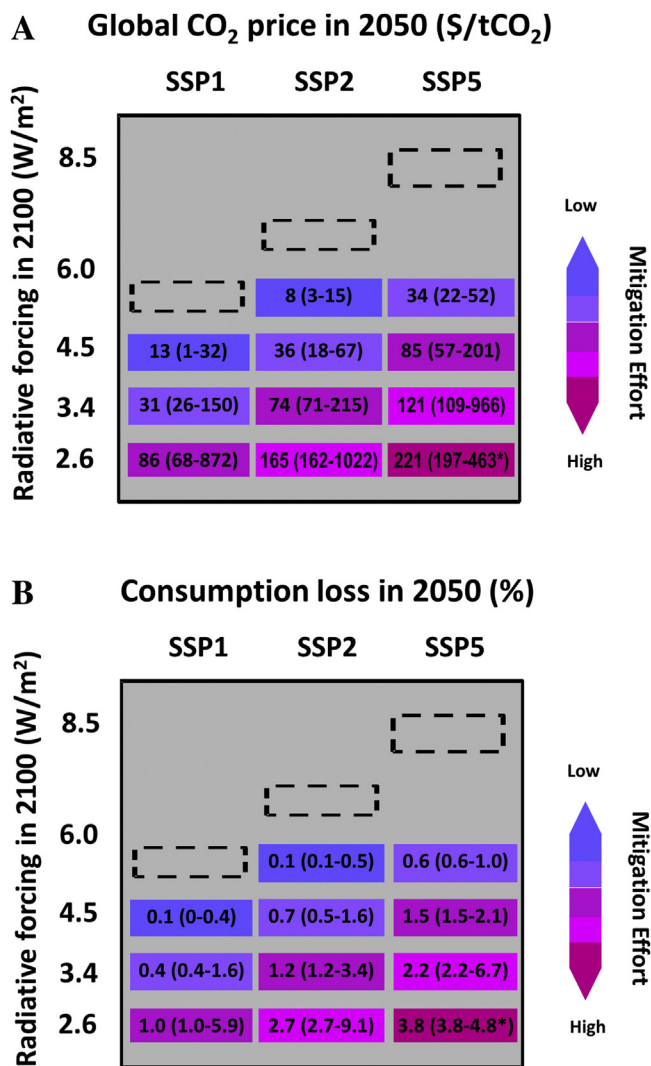 A Global CO₂ price in 2050 ($/tCO₂)
SSP1 SSP2 SSP5
Radiative forcing in 2100 (W/m²)
8.5
6.0
8 (3-15) 34 (22-52)
4.5 13 (1-32) 36 (18-67) 85 (57-201)
3.4 31 (26-150) 74 (71-215) 121 (109-966)
2.6 86 (68-872) 165 (162-1022) 221 (197-463*)
Low
Mitigation Effort
High
B Consumption loss in 2050 (%)
SSP1 SSP2 SSP5
Radiative forcing in 2100 (W/m²)
8.5
6.0
0.1 (0.1-0.5) 0.6 (0.6-1.0)
4.5 0.1 (0-0.4) 0.7 (0.5-1.6) 1.5 (1.5-2.1)
3.4 0.4 (0.4-1.6) 1.2 (1.2-3.4) 2.2 (2.2-6.7)
2.6 1.0 (1.0-5.9) 2.7 (2.7-9.1) 3.8 (3.8-4.8*)
Low
Mitigation Effort
High